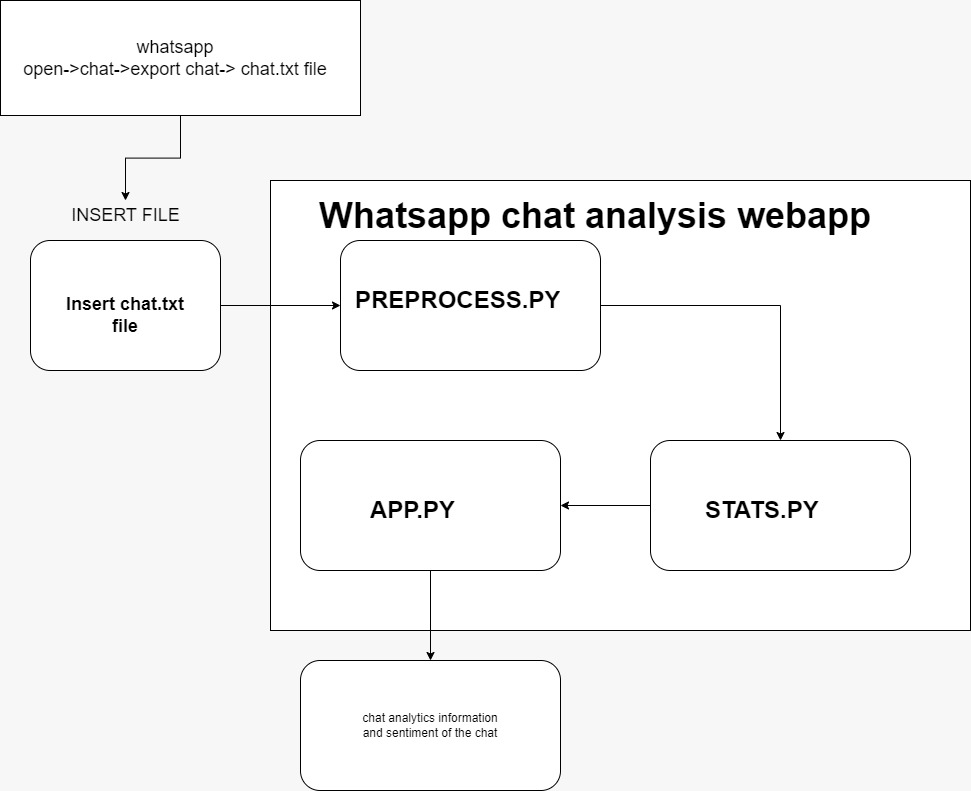 whatsapp
open->chat->export chat-> chat.txt file
INSERT FILE
Whatsapp chat analysis webapp
Insert chat.txt
file
PREPROCESS.PY
APP.PY
STATS.PY
chat analytics information
and sentiment of the chat